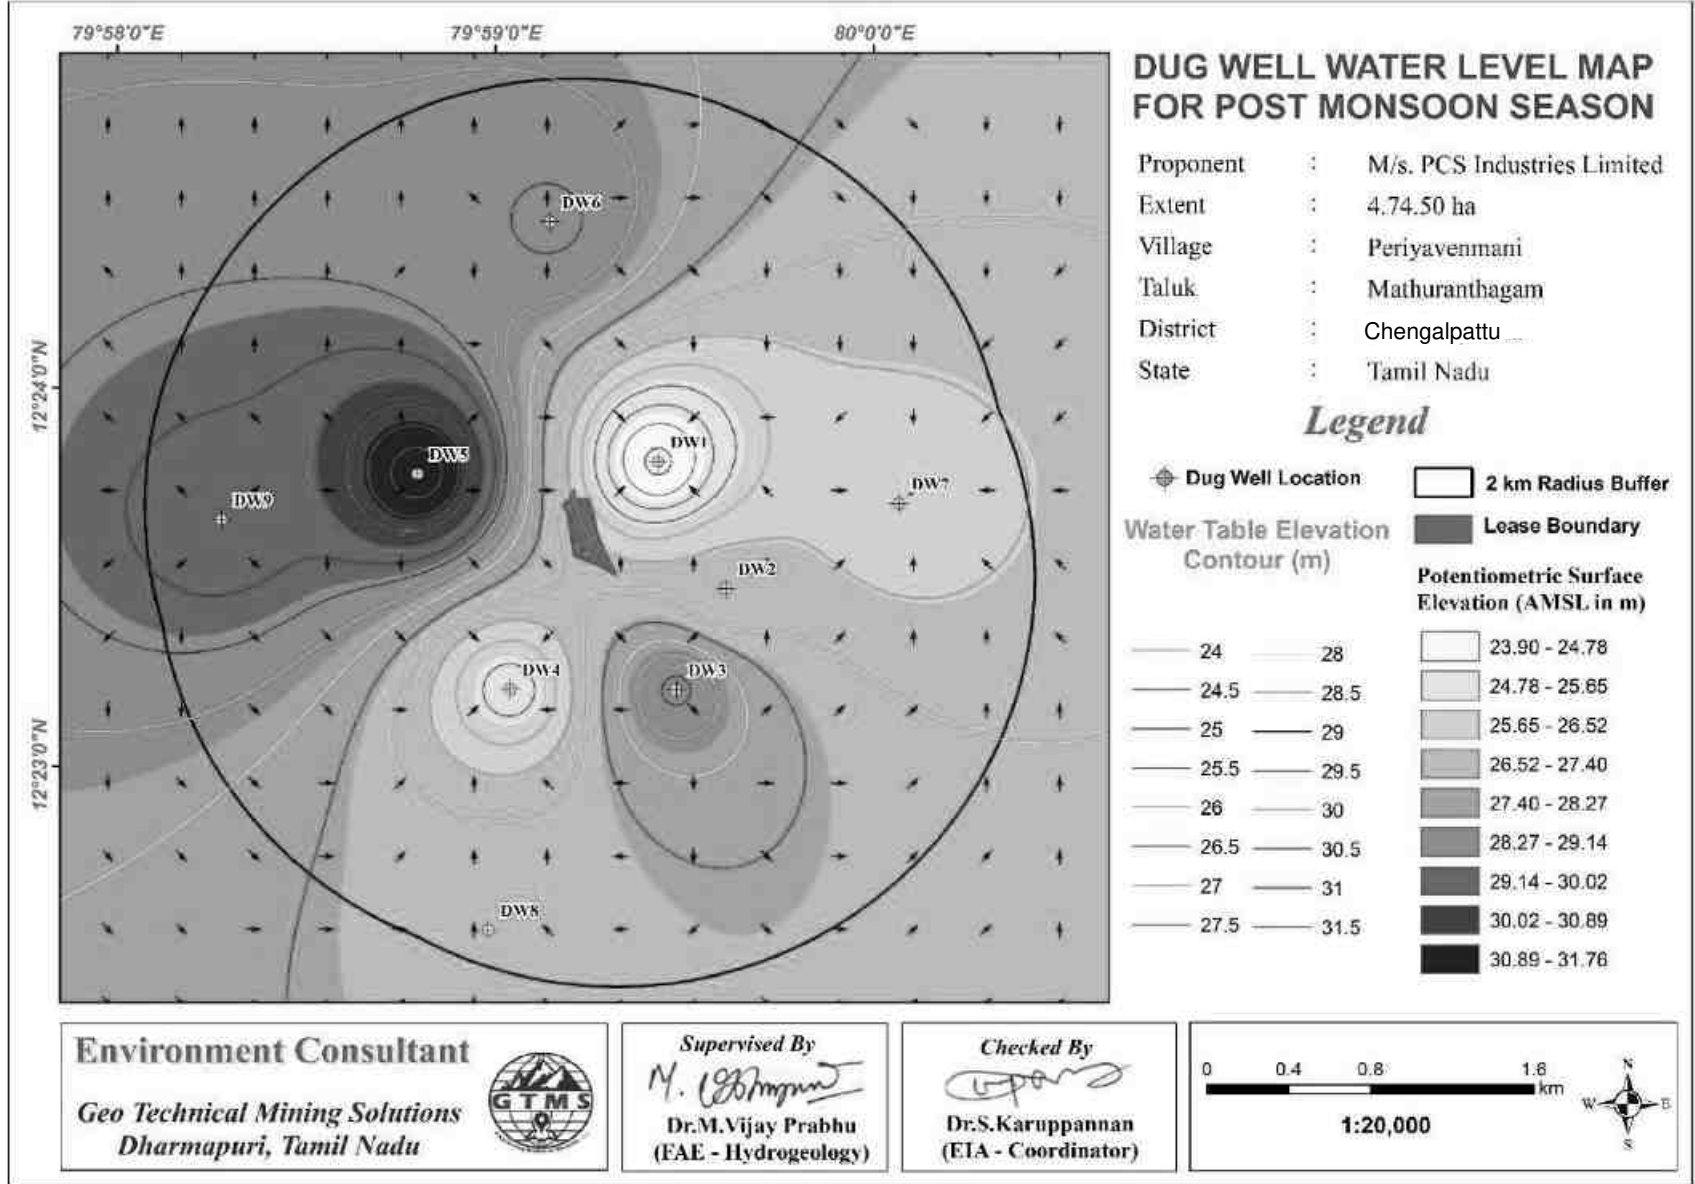 79°58'0"E 79°59'0"E 80°0'0"E
12°24'0"N
12°23'0"N
DW6
DW5
DW1
DW9
DW7
DW2
DW4
DW3
DW8
DUG WELL WATER LEVEL MAP
FOR POST MONSOON SEASON
Proponent : M/s. PCS Industries Limited
Extent : 4.74.50 ha
Village : Periyavenmani
Taluk : Mathuranthagam
District : Chengalpattu
State : Tamil Nadu
Legend
Dug Well Location
2 km Radius Buffer
Lease Boundary
Water Table Elevation
Contour (m)
24 28
24.5 28.5
25 29
25.5 29.5
26 30
26.5 30.5
27 31
27.5 31.5
Potentiometric Surface
Elevation (AMSL in m)
23.90 - 24.78
24.78 - 25.65
25.65 - 26.52
26.52 - 27.40
27.40 - 28.27
28.27 - 29.14
29.14 - 30.02
30.02 - 30.89
30.89 - 31.76
Environment Consultant
Geo Technical Mining Solutions
Dharmapuri, Tamil Nadu
GTMS
Supervised By
Dr.M.Vijay Prabhu
(FAE - Hydrogeology)
Checked By
Dr.S.Karuppannan
(EIA - Coordinator)
0 0.4 0.8 1.6
km
1:20,000
N
W E
S